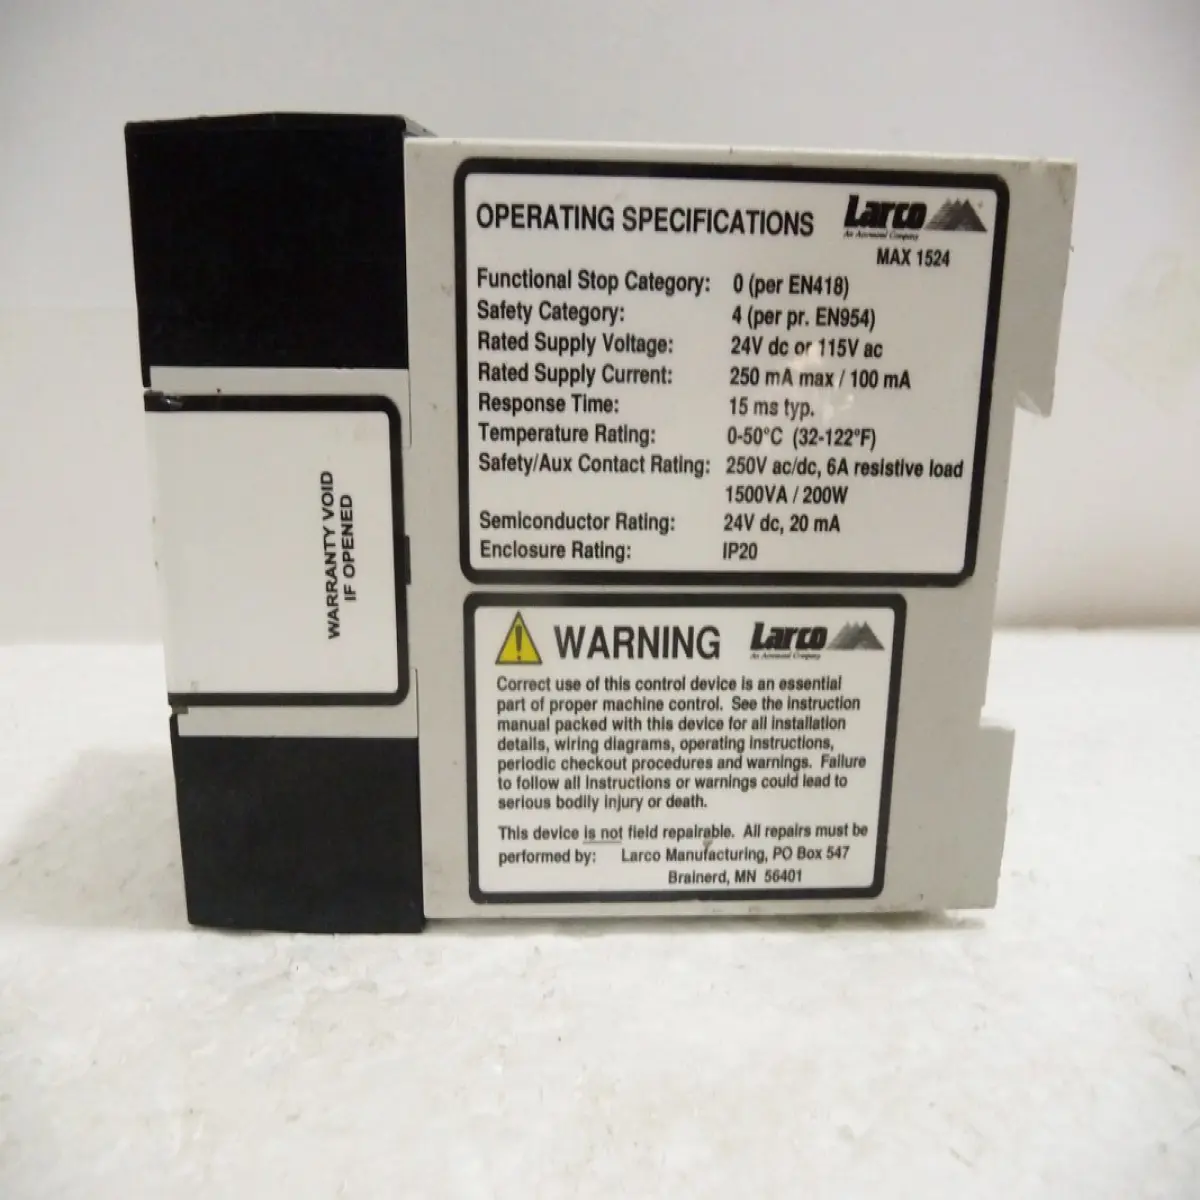 WARRANTY VOID
IF OPENED
OPERATING SPECIFICATIONS
Larco
An Acromond Company
MAX 1524
Functional Stop Category: 0 (per EN418)
Safety Category: 4 (per pr. EN954)
Rated Supply Voltage: 24V dc or 115V ac
Rated Supply Current: 250 mA max / 100 mA
Response Time: 15 ms typ.
Temperature Rating: 0-50°C (32-122°F)
Safety/Aux Contact Rating: 250V ac/dc, 6A resistive load
1500VA / 200W
Semiconductor Rating: 24V dc, 20 mA
Enclosure Rating: IP20
WARNING
Larco
Correct use of this control device is an essential
part of proper machine control. See the instruction
manual packed with this device for all installation
details, wiring diagrams, operating instructions,
periodic checkout procedures and warnings. Failure
to follow all instructions or warnings could lead to
serious bodily injury or death.
This device is not field repairable. All repairs must be
performed by: Larco Manufacturing, PO Box 547
Brainerd, MN 56401